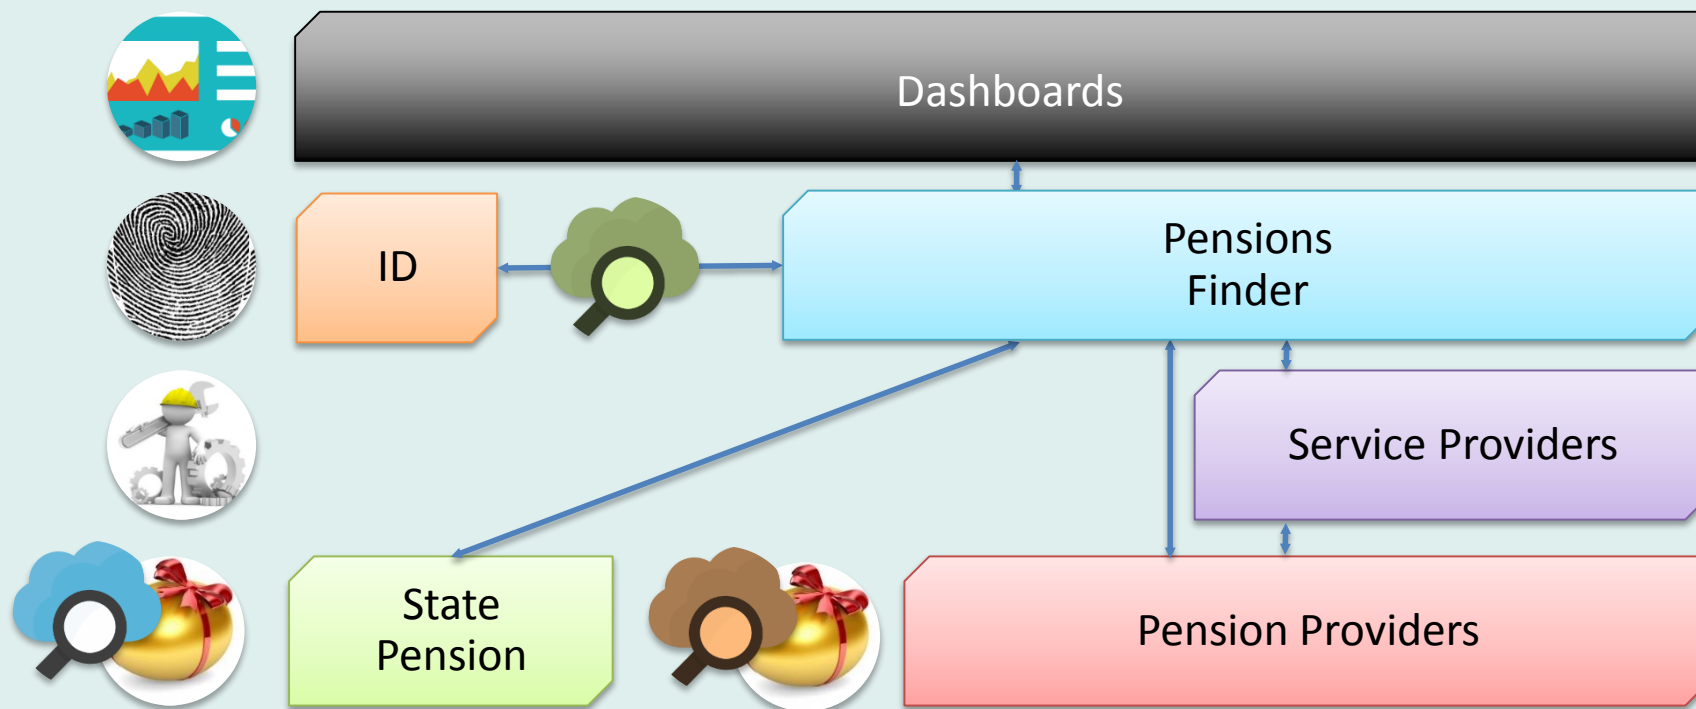 Dashboards
ID
Pensions
Finder
Service Providers
State
Pension
Pension Providers